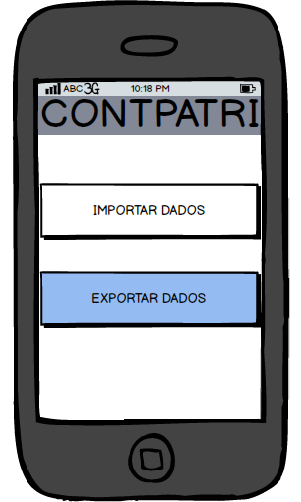 ABC 3G 10:18 PM
CONTPATRI
IMPORTAR DADOS
EXPORTAR DADOS